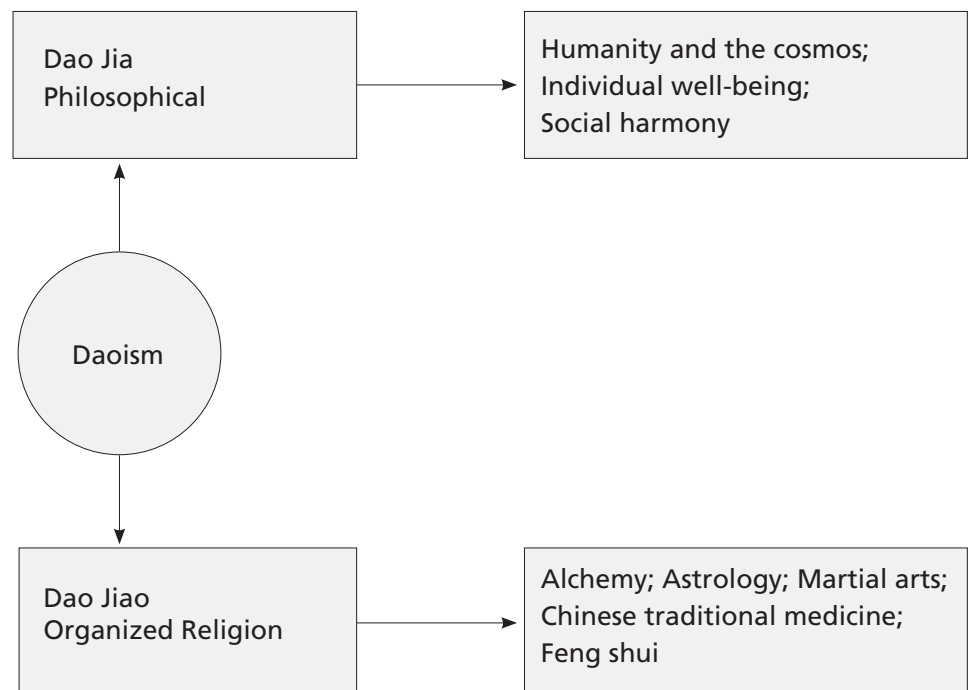 Dao Jia
Philosophical
Humanity and the cosmos;
Individual well-being;
Social harmony
Daoism
Dao Jiao
Organized Religion
Alchemy; Astrology; Martial arts;
Chinese traditional medicine;
Feng shui